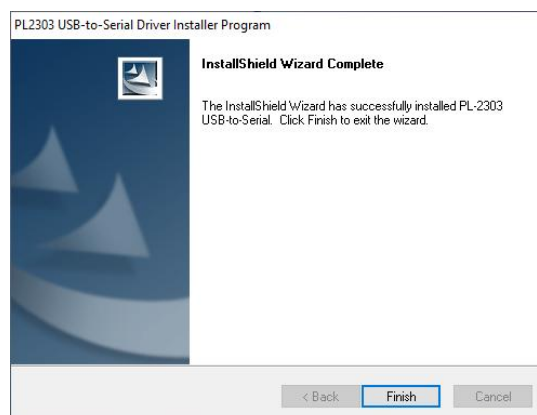 PL2303 USB-to-Serial Driver Installer Program
InstallShield Wizard Complete
The InstallShield Wizard has successfully installed PL-2303
USB-to-Serial. Click Finish to exit the wizard.
< Back Finish Cancel